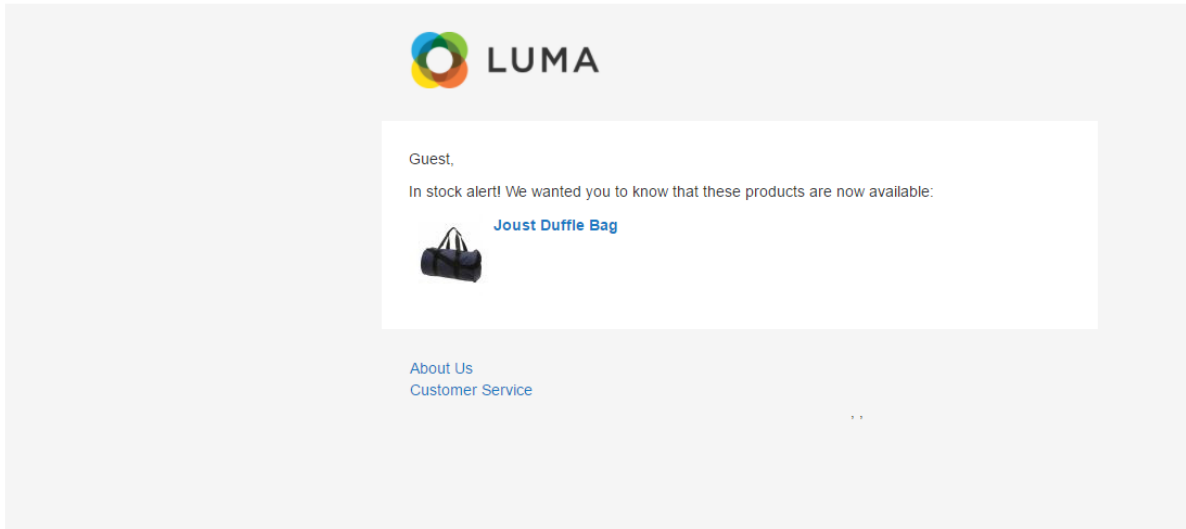 LUMA
Guest,
In stock alert! We wanted you to know that these products are now available:
Joust Duffle Bag
About Us
Customer Service
, ,